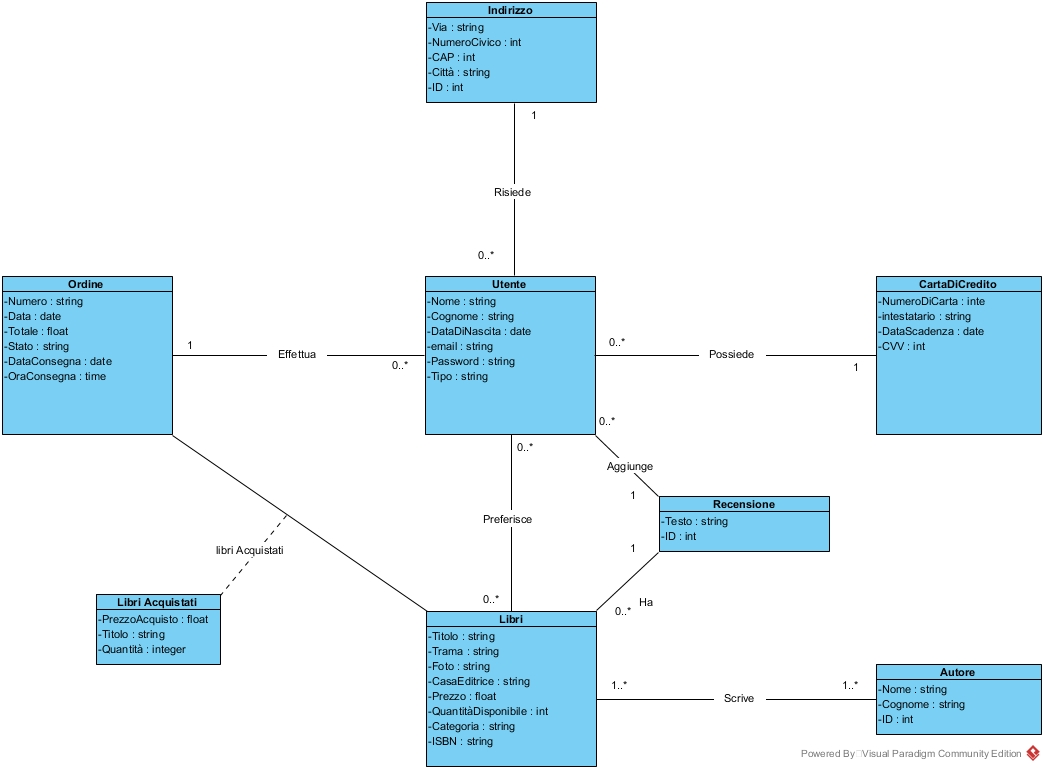 Indirizzo
-Via : string
-NumeroCivico : int
-CAP : int
-Città : string
-ID : int
1
Risiede
0..*
Ordine
-Numero : string
-Data : date
-Totale : float
-Stato : string
-DataConsegna : date
-OraConsegna : time
1
Effettua
0..*
Utente
-Nome : string
-Cognome : string
-DataDiNascita : date
-email : string
-Password : string
-Tipo : string
0..*
Possiede
1
CartaDiCredito
-NumeroDiCarta : inte
-intestatario : string
-DataScadenza : date
-CVV : int
0..*
Aggiunge
1
0..*
Preferisce
0..*
Recensione
-Testo : string
-ID : int
1
Ha
0..*
libri Acquistati
Libri Acquistati
-PrezzoAcquisto : float
-Titolo : string
-Quantità : integer
Libri
-Titolo : string
-Trama : string
-Foto : string
-CasaEditrice : string
-Prezzo : float
-QuantitàDisponibile : int
-Categoria : string
-ISBN : string
1..*
Scrive
1..*
Autore
-Nome : string
-Cognome : string
-ID : int
Powered By Visual Paradigm Community Edition